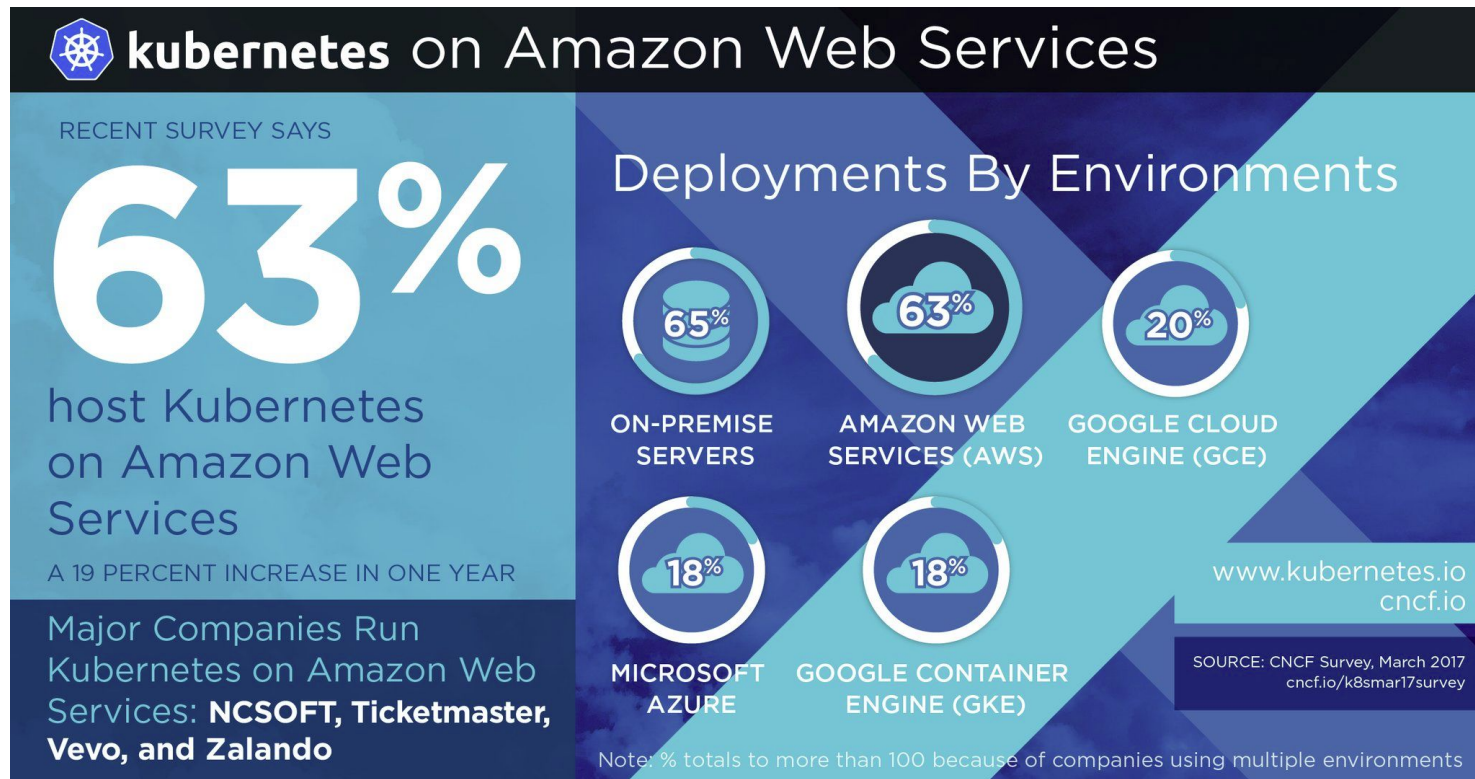 kubernetes on Amazon Web Services
RECENT SURVEY SAYS
63%
host Kubernetes
on Amazon Web
Services
A 19 PERCENT INCREASE IN ONE YEAR
Major Companies Run
Kubernetes on Amazon Web
Services: NCSOFT, Ticketmaster,
Vevo, and Zalando
Deployments By Environments
65%
ON-PREMISE
SERVERS
63%
AMAZON WEB
SERVICES (AWS)
20%
GOOGLE CLOUD
ENGINE (GCE)
18%
MICROSOFT
AZURE
18%
GOOGLE CONTAINER
ENGINE (GKE)
www.kubernetes.io
cncf.io
SOURCE: CNCF Survey, March 2017
cncf.io/k8smar17survey
Note: % totals to more than 100 because of companies using multiple environments